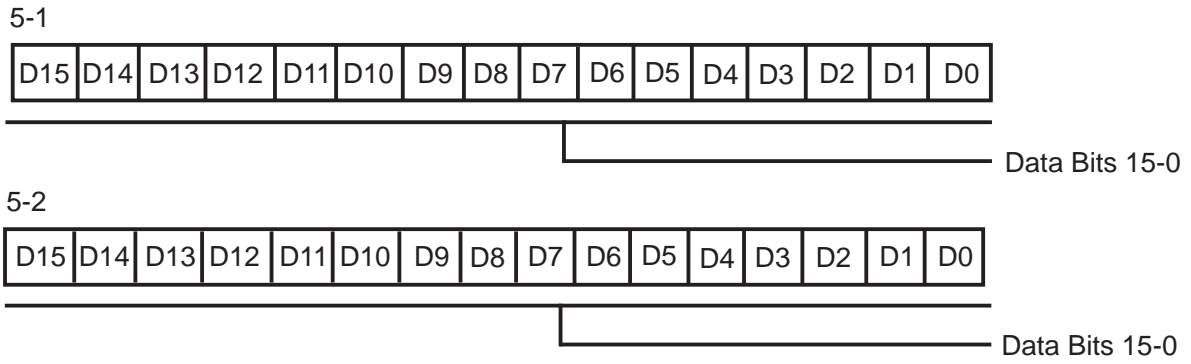 5-1
D15 D14 D13 D12 D11 D10 D9 D8 D7 D6 D5 D4 D3 D2 D1 D0
Data Bits 15-0
5-2
D15 D14 D13 D12 D11 D10 D9 D8 D7 D6 D5 D4 D3 D2 D1 D0
Data Bits 15-0